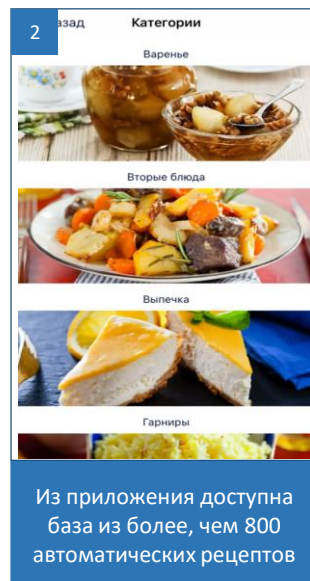 2
азад
Категории
Варенье
Вторые блюда
Выпечка
Гарниры
Из приложения доступна
база из более, чем 800
автоматических рецептов